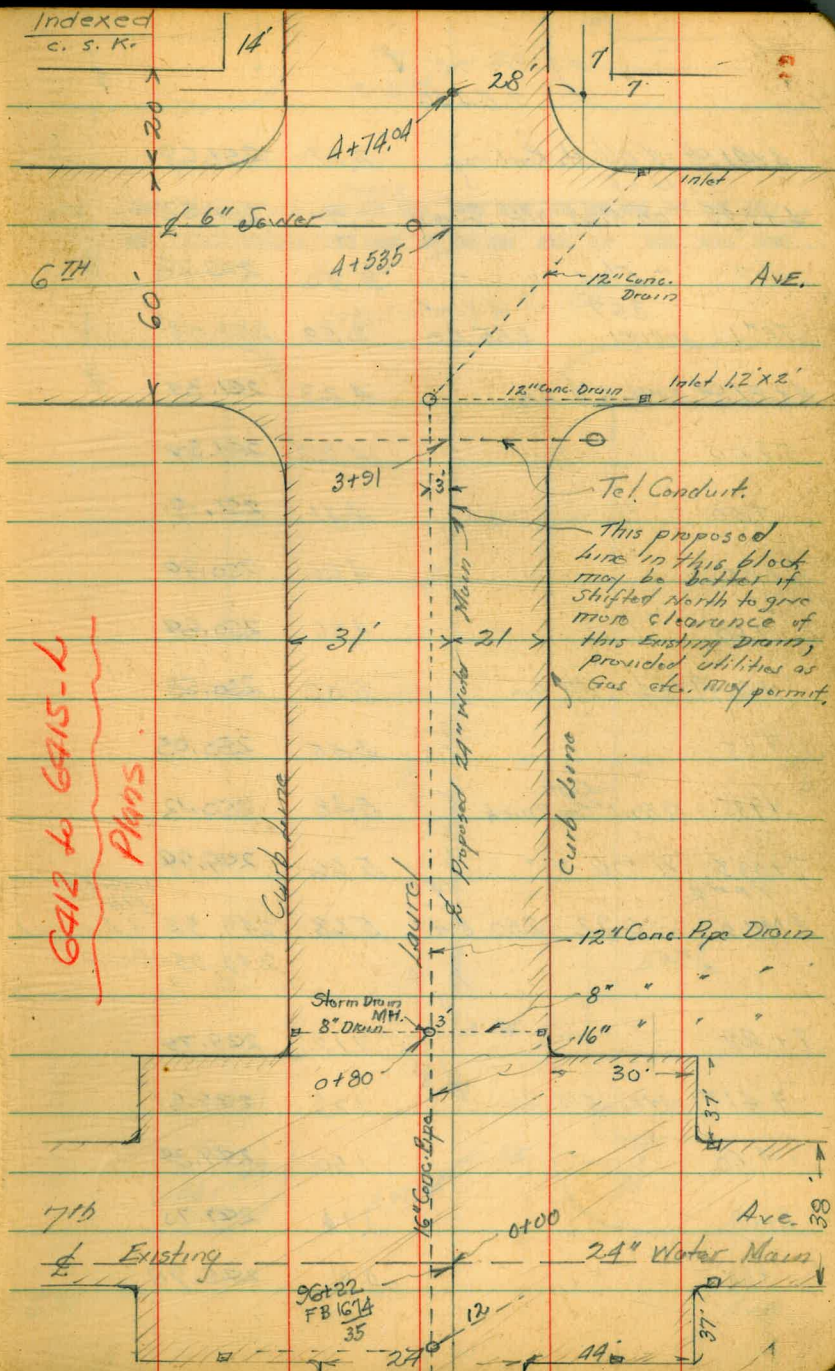 Indexed
C. S. K.
14'
28'
7
7
20
4+74.04
Inlet
℄ 6" Sewer
4+53.5
6TH
AVE.
60'
12" Conc.
Drain
12" Conc. Drain
Inlet 1.2' x 2'
3+91
3'
Tel. Conduit.
This proposed
Line in this block
may be better if
Shifted North to give
more clearance of
this Existing Drain,
provided utilities as
Gas etc. may permit.
31'
21
6412 to 6415-L
Plans.
℄ Proposed 24" Water Main
Curb Line
Curb Line
Laurel
12" Conc. Pipe Drain
8" " " "
16" " " "
Storm Drain
MH.
8" Drain
3'
0+80
30'
37'
16" Conc. Pipe
38'
7th
Ave.
0+00
℄ Existing
24" Water Main
96+22
FB 1674
35
12
37'
44'